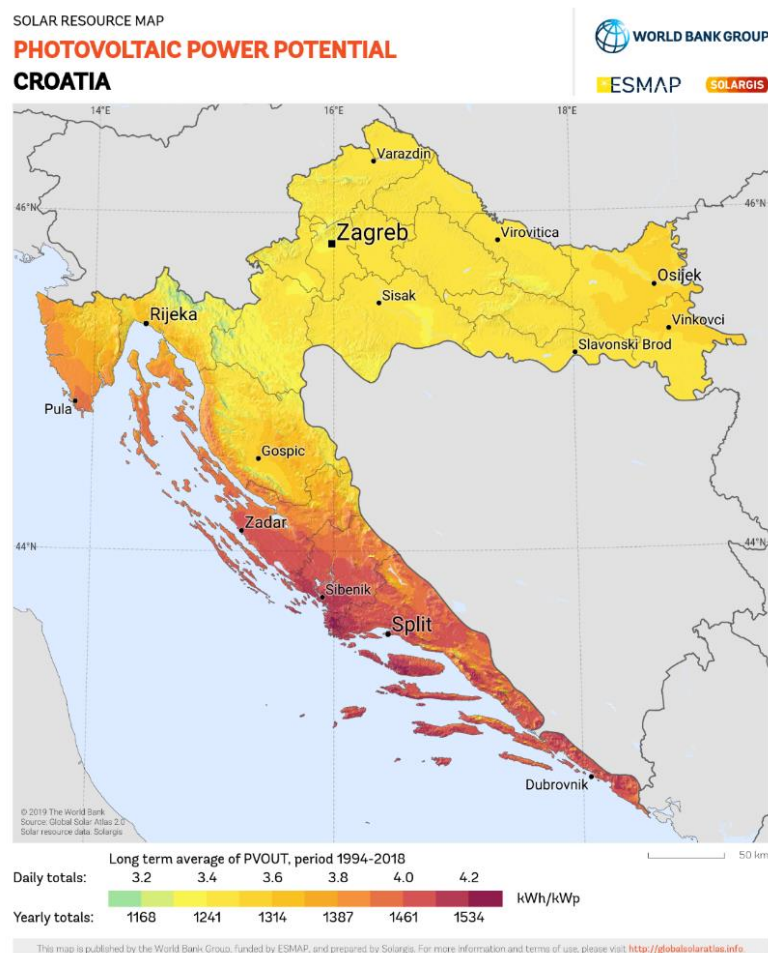 SOLAR RESOURCE MAP
PHOTOVOLTAIC POWER POTENTIAL
CROATIA
WORLD BANK GROUP
ESMAP
SOLARGIS
14°E
16°E
18°E
Varazdin
46°N
46°N
Zagreb
Virovitica
Osijek
Sisak
Rijeka
Vinkovci
Slavonski Brod
Pula
Gospic
Zadar
44°N
44°N
Sibenik
Split
Dubrovnik
© 2019 The World Bank
Source: Global Solar Atlas 2.0
Solar resource data: Solargis
Long term average of PVOUT, period 1994-2018
50 km
Daily totals: 3.2 3.4 3.6 3.8 4.0 4.2
kWh/kWp
Yearly totals: 1168 1241 1314 1387 1461 1534
This map is published by the World Bank Group, funded by ESMAP, and prepared by Solargis. For more information and terms of use, please visit http://globalsolaratlas.info.